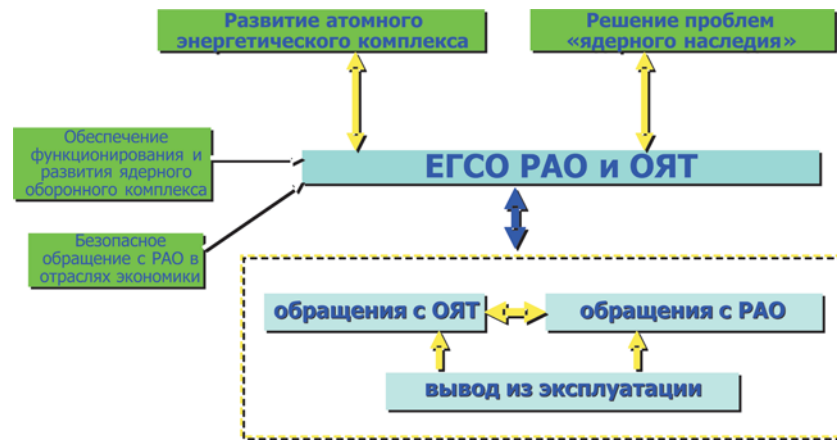 Развитие атомного
энергетического комплекса
Решение проблем
«ядерного наследия»
Обеспечение
функционирования и
развития ядерного
оборонного комплекса
ЕГСО РАО и ОЯТ
Безопасное
обращение с РАО в
отраслях экономики
обращения с ОЯТ
обращения с РАО
вывод из эксплуатации